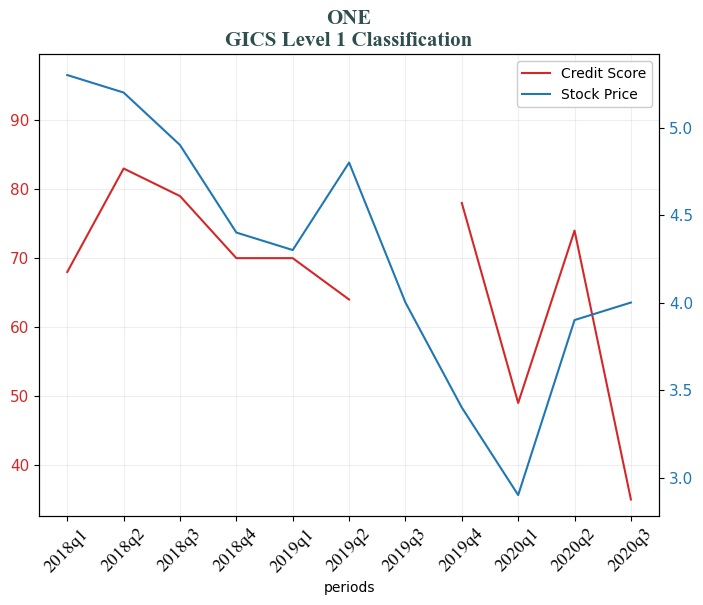 ONE
GICS Level 1 Classification
Credit Score
Stock Price
90
80
70
60
50
40
5.0
4.5
4.0
3.5
3.0
2018q1
2018q2
2018q3
2018q4
2019q1
2019q2
2019q3
2019q4
2020q1
2020q2
2020q3
periods